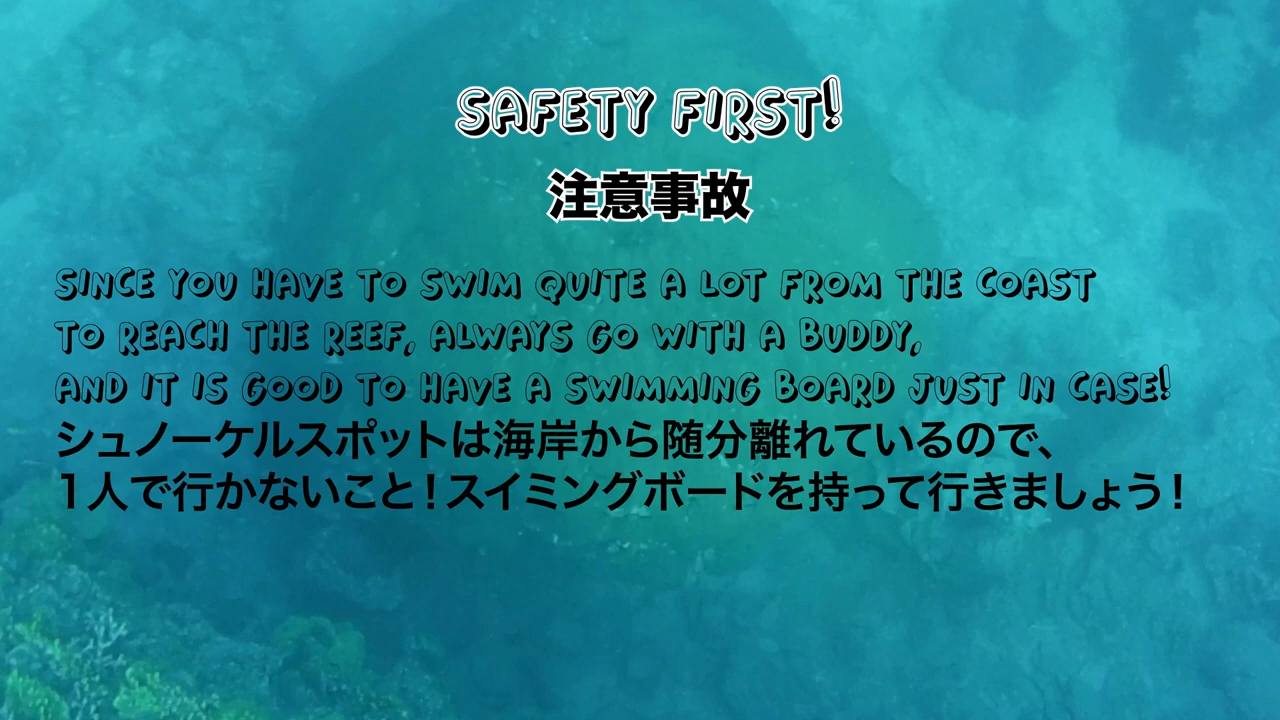 SAFETY FIRST!
注意事故
SINCE YOU HAVE TO SWIM QUITE A LOT FROM THE COAST
TO REACH THE REEF, ALWAYS GO WITH A BUDDY,
AND IT IS GOOD TO HAVE A SWIMMING BOARD JUST IN CASE!
シュノーケルスポットは海岸から随分離れているので、
1人で行かないこと！スイミングボードを持って行きましょう！